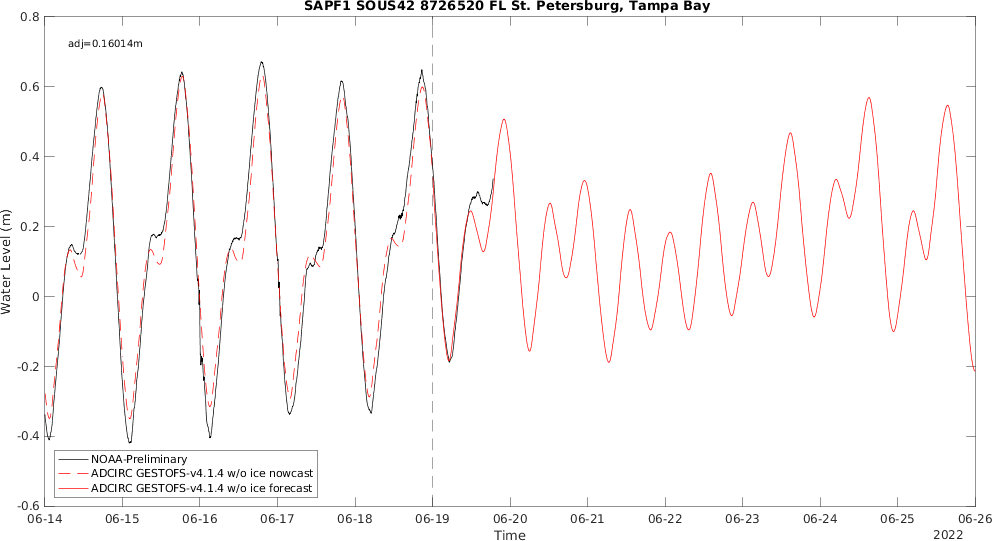 SAPF1 SOUS42 8726520 FL St. Petersburg, Tampa Bay
adj=0.16014m
0.8
0.6
0.4
0.2
0
-0.2
-0.4
-0.6
Water Level (m)
NOAA-Preliminary
ADCIRC GESTOFS-v4.1.4 w/o ice nowcast
ADCIRC GESTOFS-v4.1.4 w/o ice forecast
06-14 06-15 06-16 06-17 06-18 06-19 06-20 06-21 06-22 06-23 06-24 06-25 06-26
Time
2022